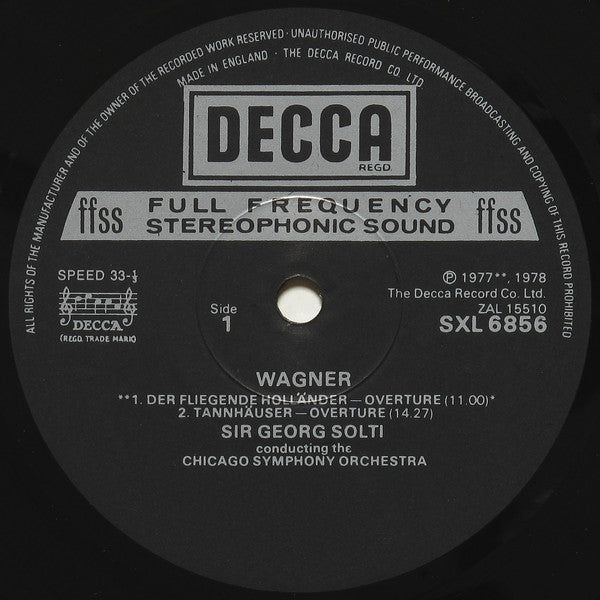 ALL RIGHTS OF THE MANUFACTURER AND OF THE OWNER OF THE RECORDED WORK RESERVED · UNAUTHORISED PUBLIC PERFORMANCE BROADCASTING AND COPYING OF THIS RECORD PROHIBITED
MADE IN ENGLAND · THE DECCA RECORD CO. LTD.
DECCA
REGD.
ffss FULL FREQUENCY ffss
STEREOPHONIC SOUND
SPEED 33-⅓
DECCA
(REGD. TRADE MARK)
Side
1
Ⓟ 1977**, 1978
The Decca Record Co. Ltd.
ZAL 15510
SXL 6856
WAGNER
**1. DER FLIEGENDE HOLLÄNDER — OVERTURE (11.00)*
2. TANNHÄUSER — OVERTURE (14.27)
SIR GEORG SOLTI
conducting the
CHICAGO SYMPHONY ORCHESTRA